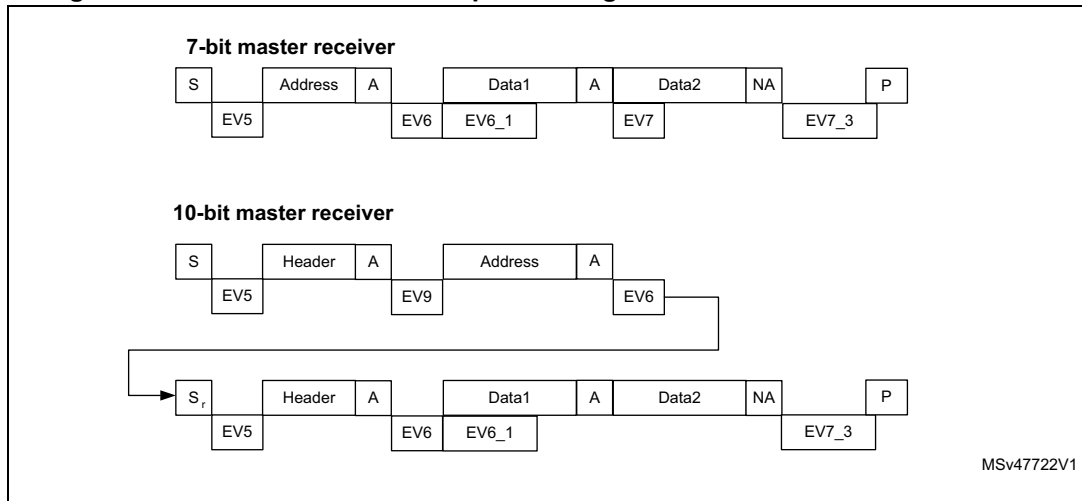 7-bit master receiver
S Address A Data1 A Data2 NA P
EV5 EV6 EV6_1 EV7 EV7_3
10-bit master receiver
S Header A Address A
EV5 EV9 EV6
Sr Header A Data1 A Data2 NA P
EV5 EV6 EV6_1 EV7_3
MSv47722V1